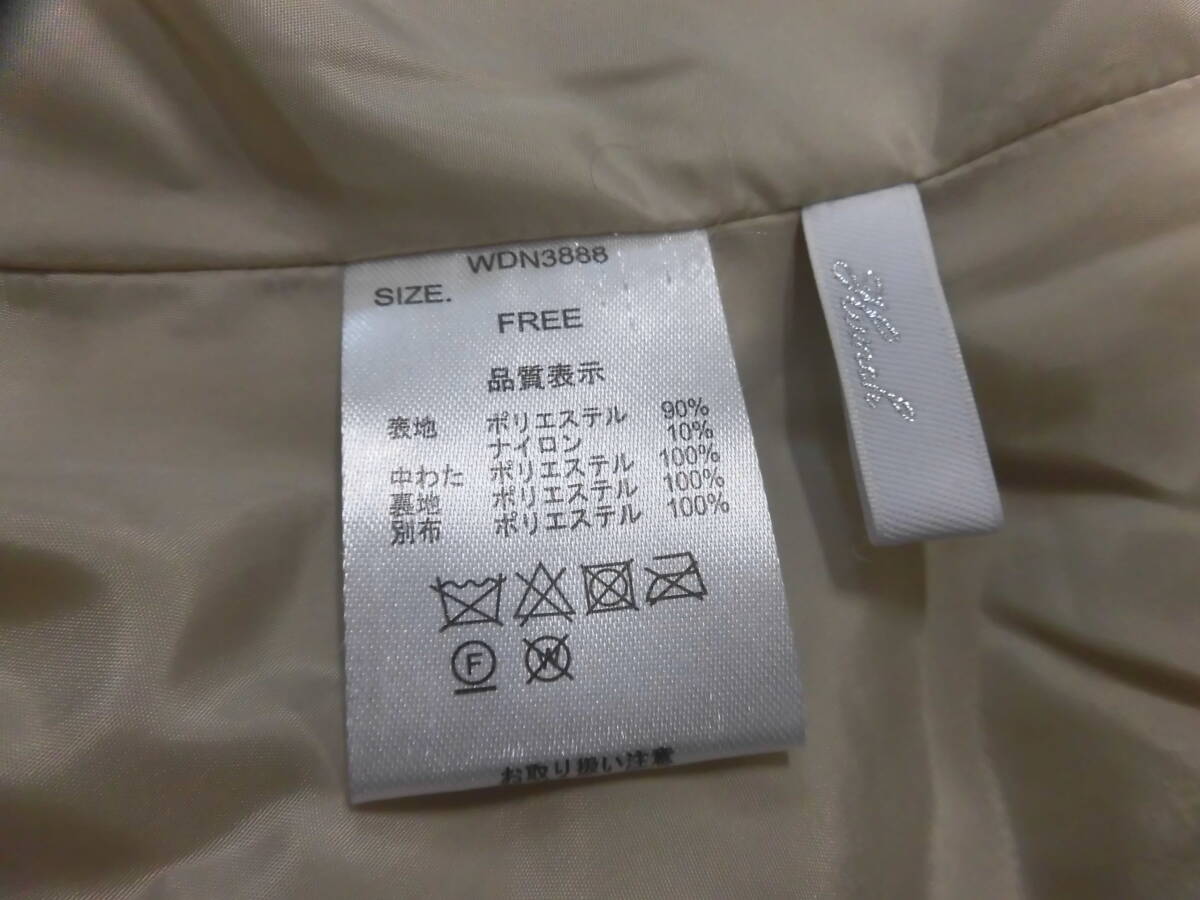 WDN3888
SIZE.
FREE
品質表示
表地 ポリエステル 90%
ナイロン 10%
中わた ポリエステル 100%
裏地 ポリエステル 100%
別布 ポリエステル 100%
F
W
お取り扱い注意